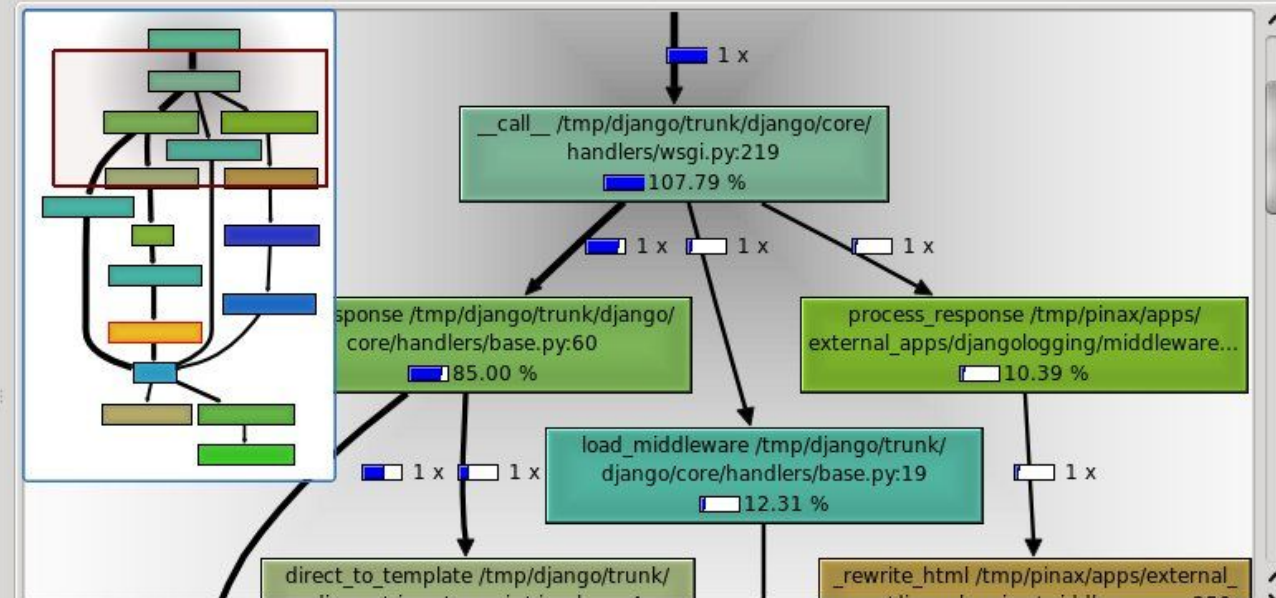 1 x
__call__ /tmp/django/trunk/django/core/
handlers/wsgi.py:219
107.79 %
1 x
1 x
1 x
sponse /tmp/django/trunk/django/
core/handlers/base.py:60
85.00 %
process_response /tmp/pinax/apps/
external_apps/djangologging/middleware...
10.39 %
load_middleware /tmp/django/trunk/
django/core/handlers/base.py:19
12.31 %
1 x
1 x
1 x
direct_to_template /tmp/django/trunk/
_rewrite_html /tmp/pinax/apps/external_